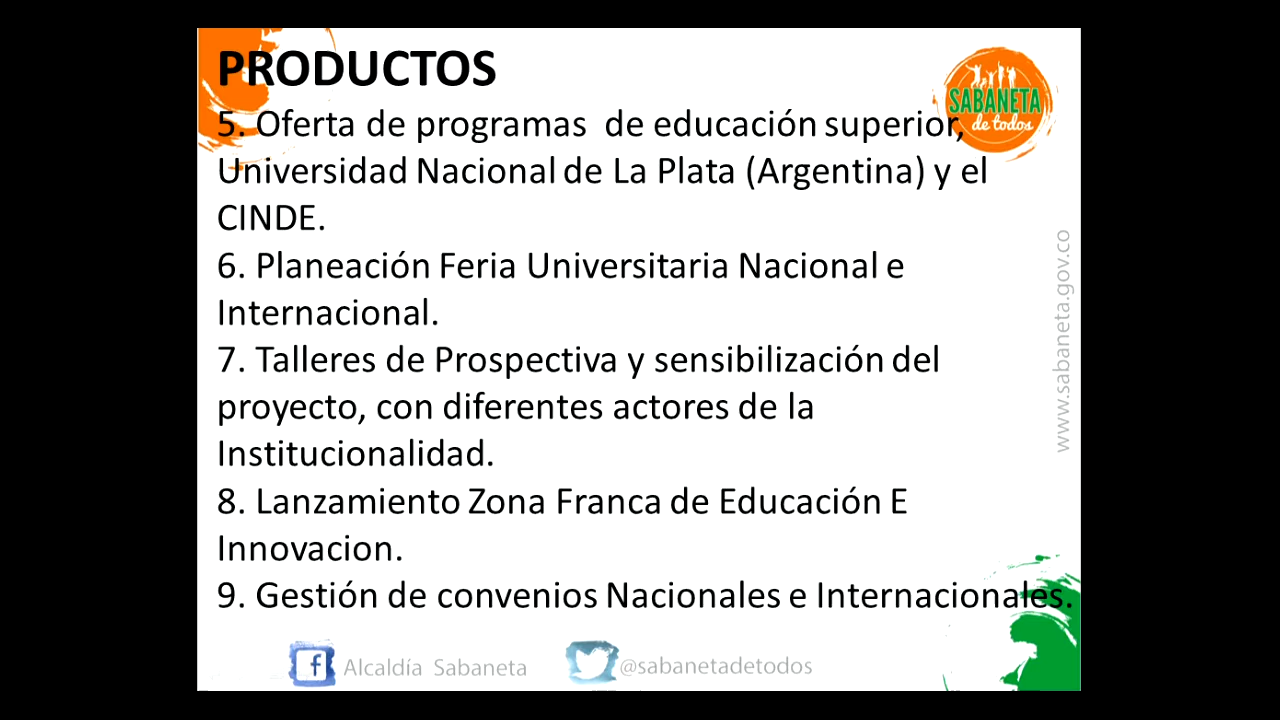 PRODUCTOS
SABANETA
de todos
5. Oferta de programas de educación superior,
Universidad Nacional de La Plata (Argentina) y el
CINDE.
6. Planeación Feria Universitaria Nacional e
Internacional.
7. Talleres de Prospectiva y sensibilización del
proyecto, con diferentes actores de la
Institucionalidad.
8. Lanzamiento Zona Franca de Educación E
Innovacion.
9. Gestión de convenios Nacionales e Internacionales.
www.sabaneta.gov.co
f Alcaldía Sabaneta @sabanetadetodos